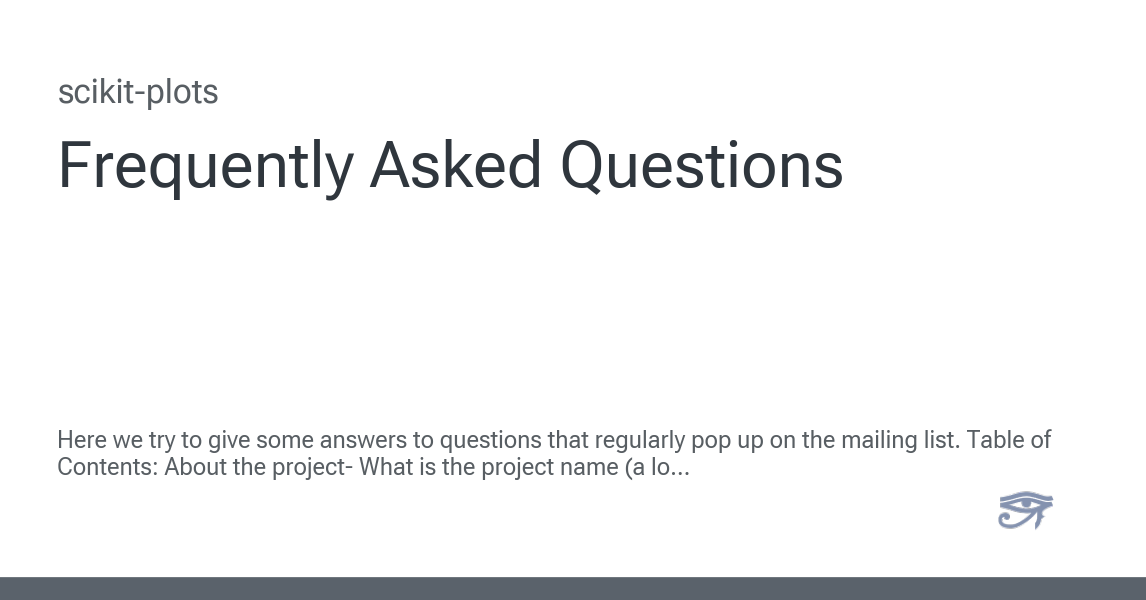 scikit-plots
Frequently Asked Questions
Here we try to give some answers to questions that regularly pop up on the mailing list. Table of
Contents: About the project- What is the project name (a lo...